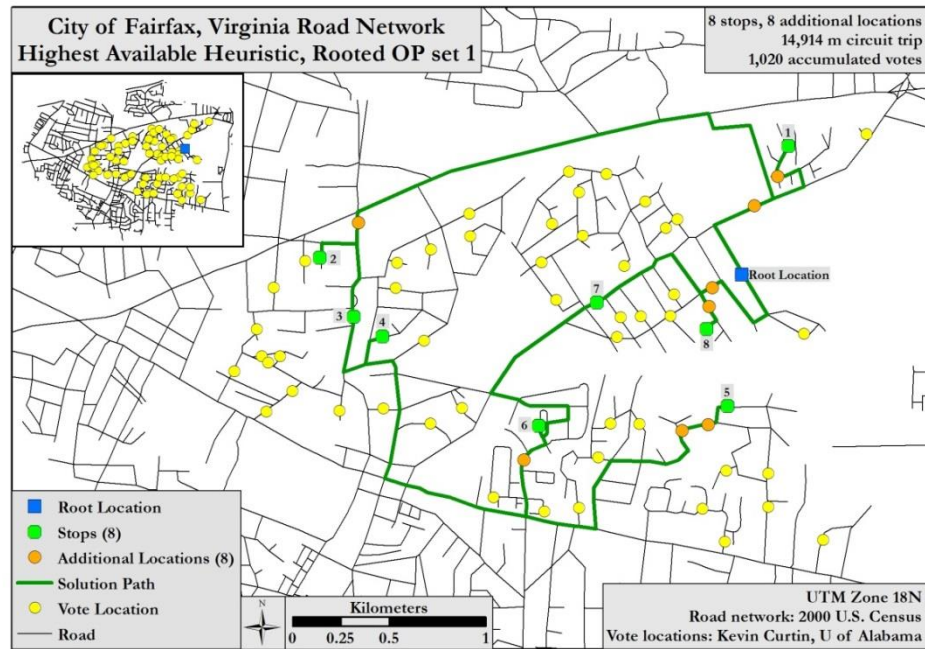 City of Fairfax, Virginia Road Network
Highest Available Heuristic, Rooted OP set 1
8 stops, 8 additional locations
14,914 m circuit trip
1,020 accumulated votes
1
2
Root Location
7
3
4
8
5
6
Root Location
Stops (8)
Additional Locations (8)
Solution Path
Vote Location
Road
N
Kilometers
0 0.25 0.5 1
UTM Zone 18N
Road network: 2000 U.S. Census
Vote locations: Kevin Curtin, U of Alabama